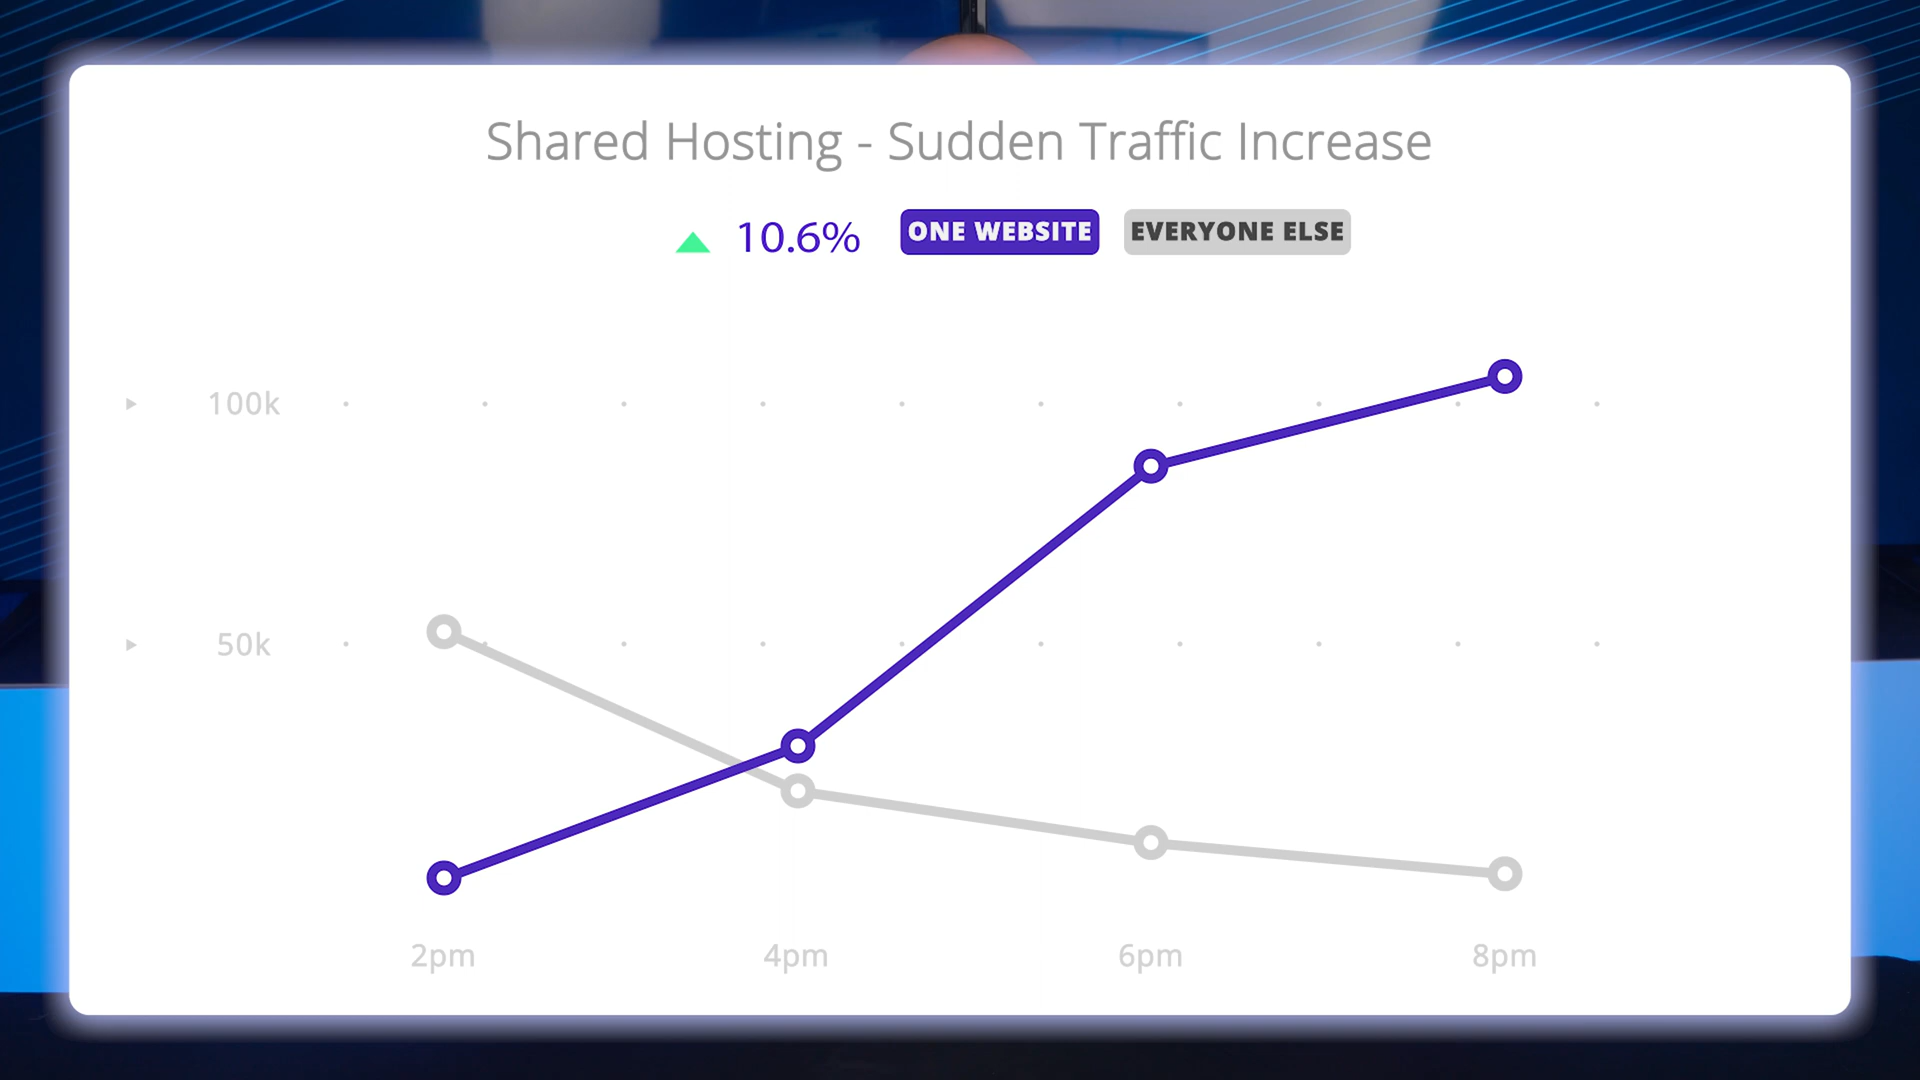 Shared Hosting - Sudden Traffic Increase
10.6% ONE WEBSITE EVERYONE ELSE
100k
50k
2pm 4pm 6pm 8pm